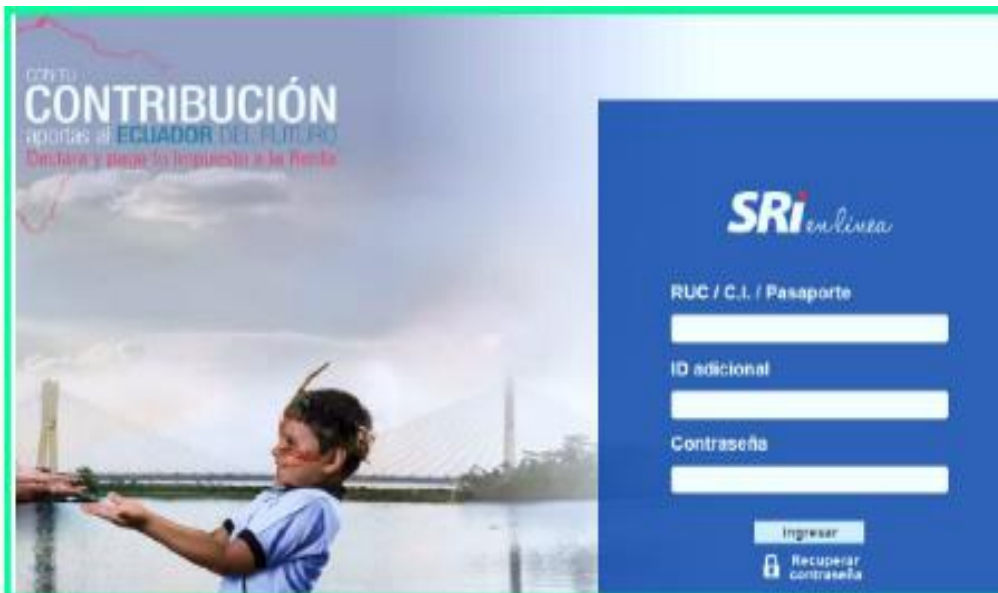 CON TU
CONTRIBUCIÓN
aportas al ECUADOR DEL FUTURO
Declara y paga tu Impuesto a la Renta
SRi en línea
RUC / C.I. / Pasaporte
ID adicional
Contraseña
Ingresar
Recuperar
contraseña